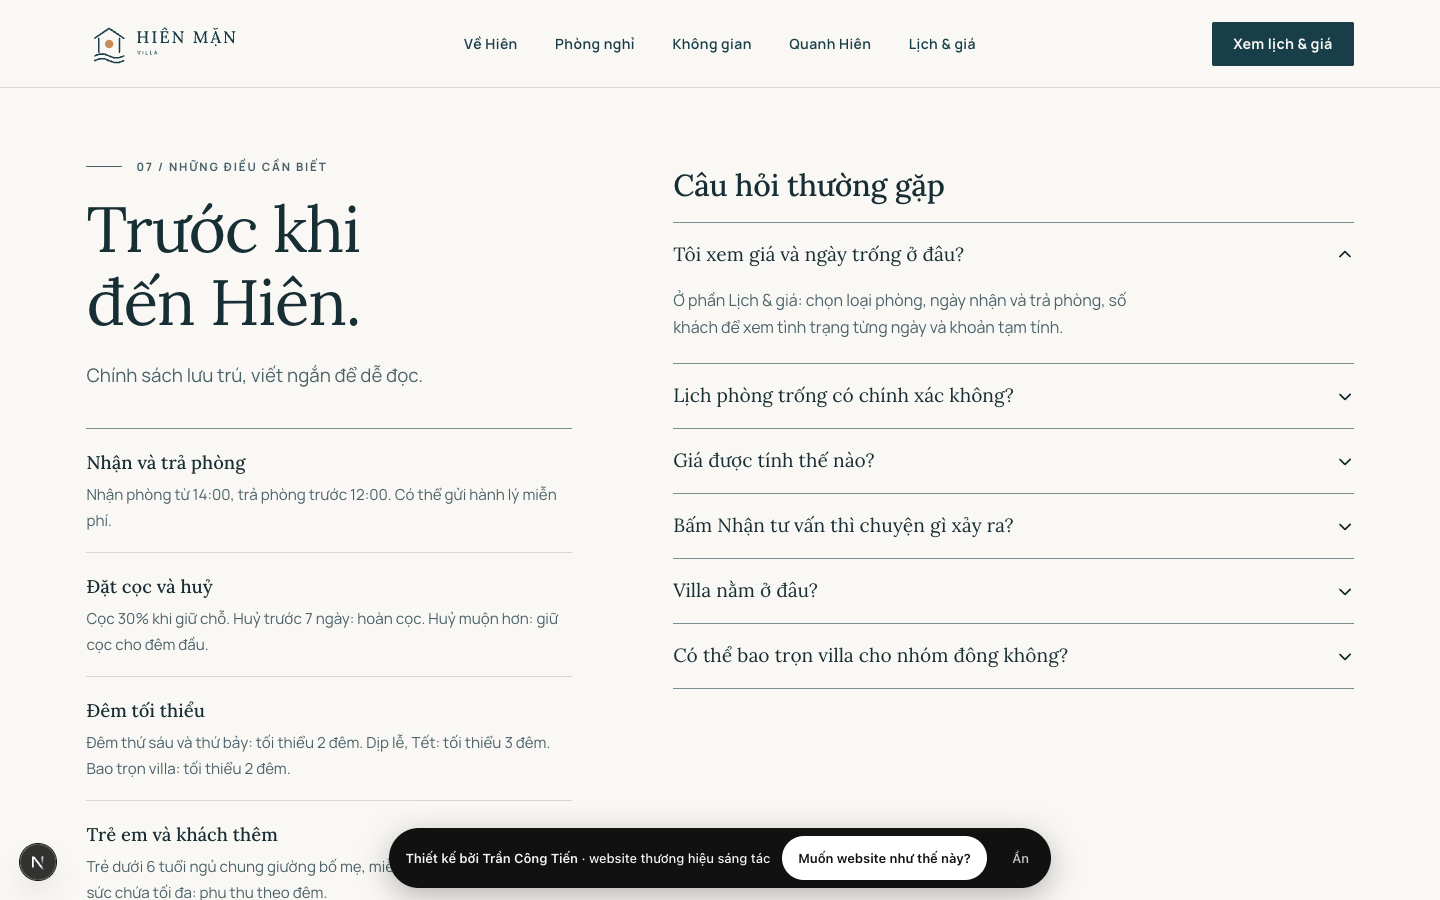 HIÊN MẶN
VILLA
Về Hiên
Phòng nghỉ
Không gian
Quanh Hiên
Lịch & giá
Xem lịch & giá
07 / NHỮNG ĐIỀU CẦN BIẾT
Trước khi
đến Hiên.
Chính sách lưu trú, viết ngắn để dễ đọc.
Nhận và trả phòng
Nhận phòng từ 14:00, trả phòng trước 12:00. Có thể gửi hành lý miễn
phí.
Đặt cọc và huỷ
Cọc 30% khi giữ chỗ. Huỷ trước 7 ngày: hoàn cọc. Huỷ muộn hơn: giữ
cọc cho đêm đầu.
Đêm tối thiểu
Đêm thứ sáu và thứ bảy: tối thiểu 2 đêm. Dịp lễ, Tết: tối thiểu 3 đêm.
Bao trọn villa: tối thiểu 2 đêm.
Trẻ em và khách thêm
Trẻ dưới 6 tuổi ngủ chung giường bố mẹ,
sức chứa tối đa: phụ thu theo đêm.
Câu hỏi thường gặp
Tôi xem giá và ngày trống ở đâu?
Ở phần Lịch & giá: chọn loại phòng, ngày nhận và trả phòng, số
khách để xem tình trạng từng ngày và khoản tạm tính.
Lịch phòng trống có chính xác không?
Giá được tính thế nào?
Bấm Nhận tư vấn thì chuyện gì xảy ra?
Villa nằm ở đâu?
Có thể bao trọn villa cho nhóm đông không?
Thiết kế bởi Trần Công Tiến · website thương hiệu sáng tác
Muốn website như thế này?
Ẩn
N